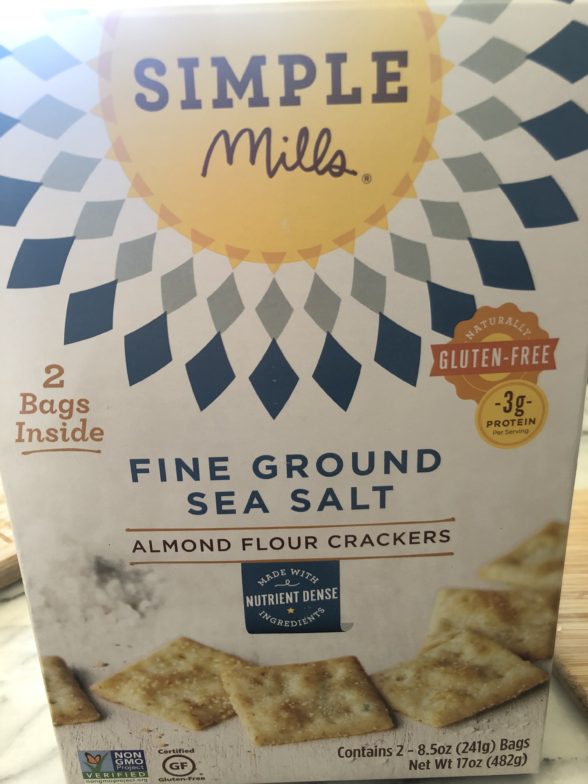 SIMPLE
Mills®
NATURALLY
GLUTEN-FREE
-3g-
PROTEIN
Per Serving
2
Bags
Inside
FINE GROUND
SEA SALT
ALMOND FLOUR CRACKERS
MADE WITH
NUTRIENT DENSE
INGREDIENTS
NON
GMO
Project
VERIFIED
nongmoproject.org
Certified
GF
Gluten-Free
Contains 2 - 8.5oz (241g) Bags
Net Wt 17oz (482g)